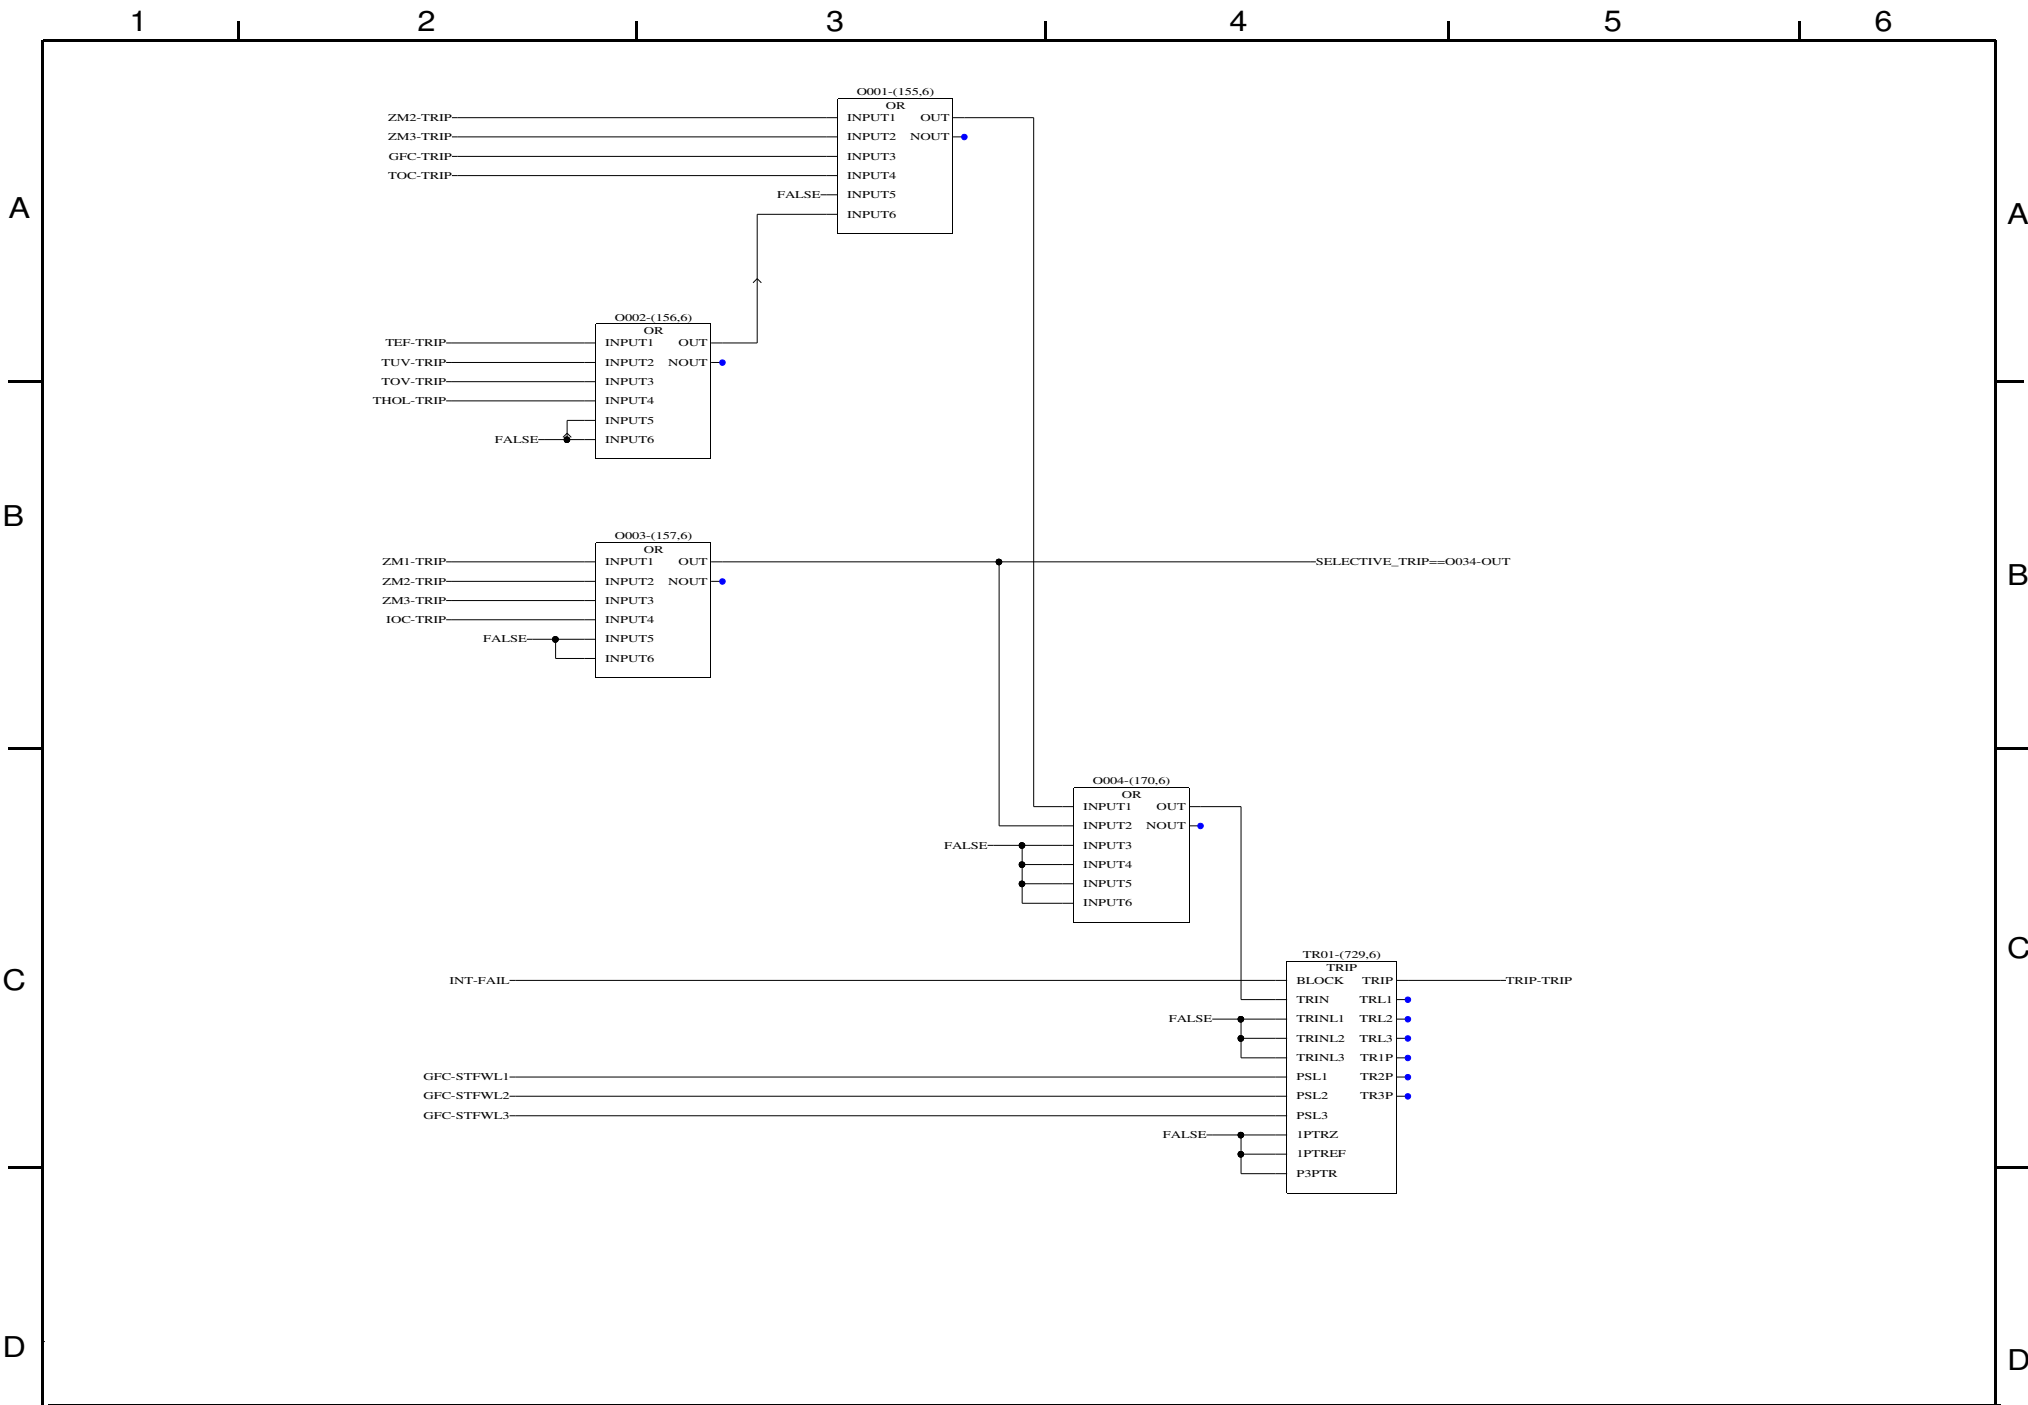 1 2 3 4 5 6
O001-(155,6)
OR
ZM2-TRIP INPUT1 OUT
ZM3-TRIP INPUT2 NOUT
GFC-TRIP INPUT3
TOC-TRIP INPUT4
FALSE INPUT5
A INPUT6 A
O002-(156,6)
OR
TEF-TRIP INPUT1 OUT
TUV-TRIP INPUT2 NOUT
TOV-TRIP INPUT3
THOL-TRIP INPUT4
INPUT5
FALSE INPUT6
B B
O003-(157,6)
OR
ZM1-TRIP INPUT1 OUT SELECTIVE_TRIP==O034-OUT
ZM2-TRIP INPUT2 NOUT
ZM3-TRIP INPUT3
IOC-TRIP INPUT4
FALSE INPUT5
INPUT6
O004-(170,6)
OR
INPUT1 OUT
INPUT2 NOUT
FALSE INPUT3
INPUT4
INPUT5
INPUT6
C C
TR01-(729,6)
TRIP
INT-FAIL BLOCK TRIP TRIP-TRIP
TRIN TRL1
FALSE TRINL1 TRL2
TRINL2 TRL3
TRINL3 TR1P
GFC-STFWL1 PSL1 TR2P
GFC-STFWL2 PSL2 TR3P
GFC-STFWL3 PSL3
FALSE 1PTRZ
1PTREF
P3PTR
D D